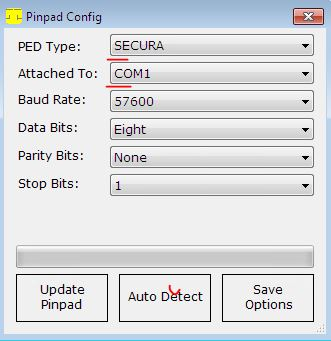 Pinpad Config
PED Type: SECURA
Attached To: COM1
Baud Rate: 57600
Data Bits: Eight
Parity Bits: None
Stop Bits: 1
Update
Pinpad
Auto Detect
Save
Options